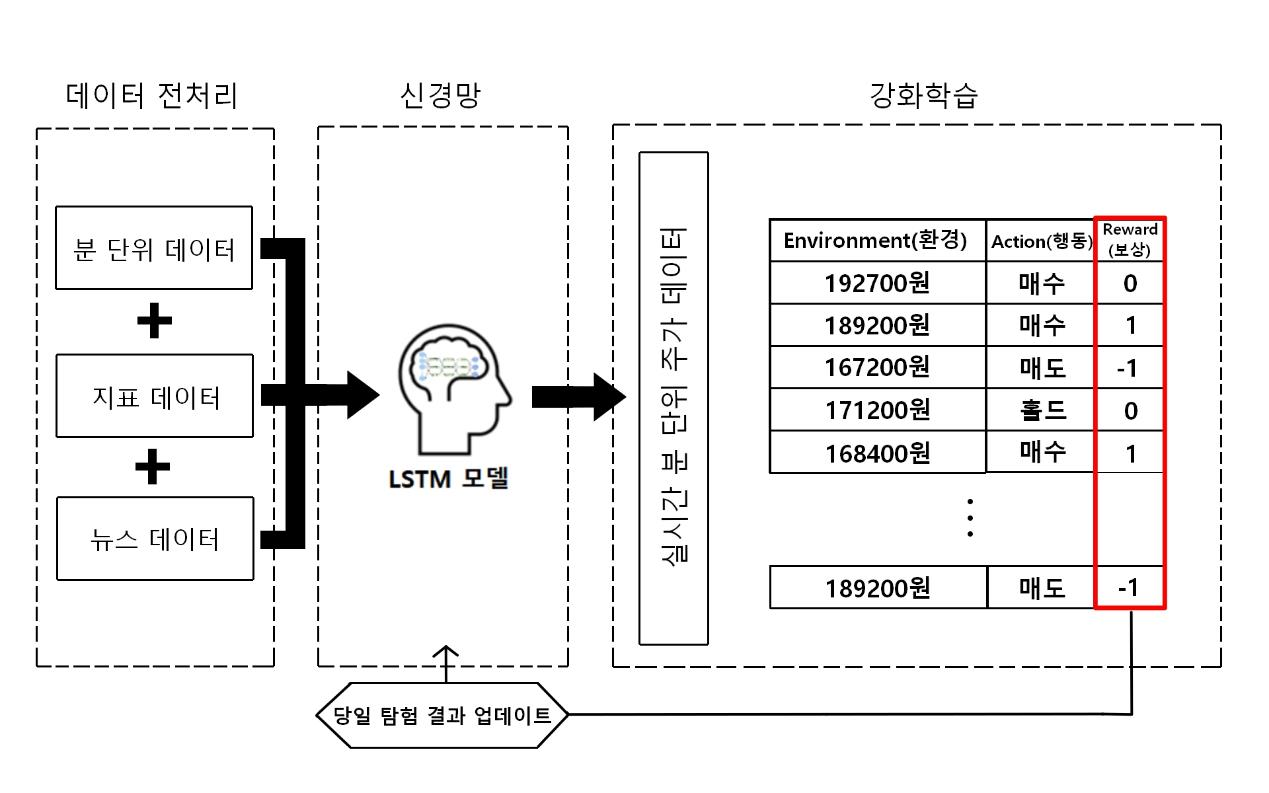 데이터 전처리
신경망
강화학습
분 단위 데이터
+
지표 데이터
+
뉴스 데이터
LSTM 모델
실시간 분 단위 주가 데이터
Environment(환경) Action(행동) Reward
(보상)
192700원 매수 0
189200원 매수 1
167200원 매도 -1
171200원 홀드 0
168400원 매수 1
⋮
189200원 매도 -1
당일 탐험 결과 업데이트